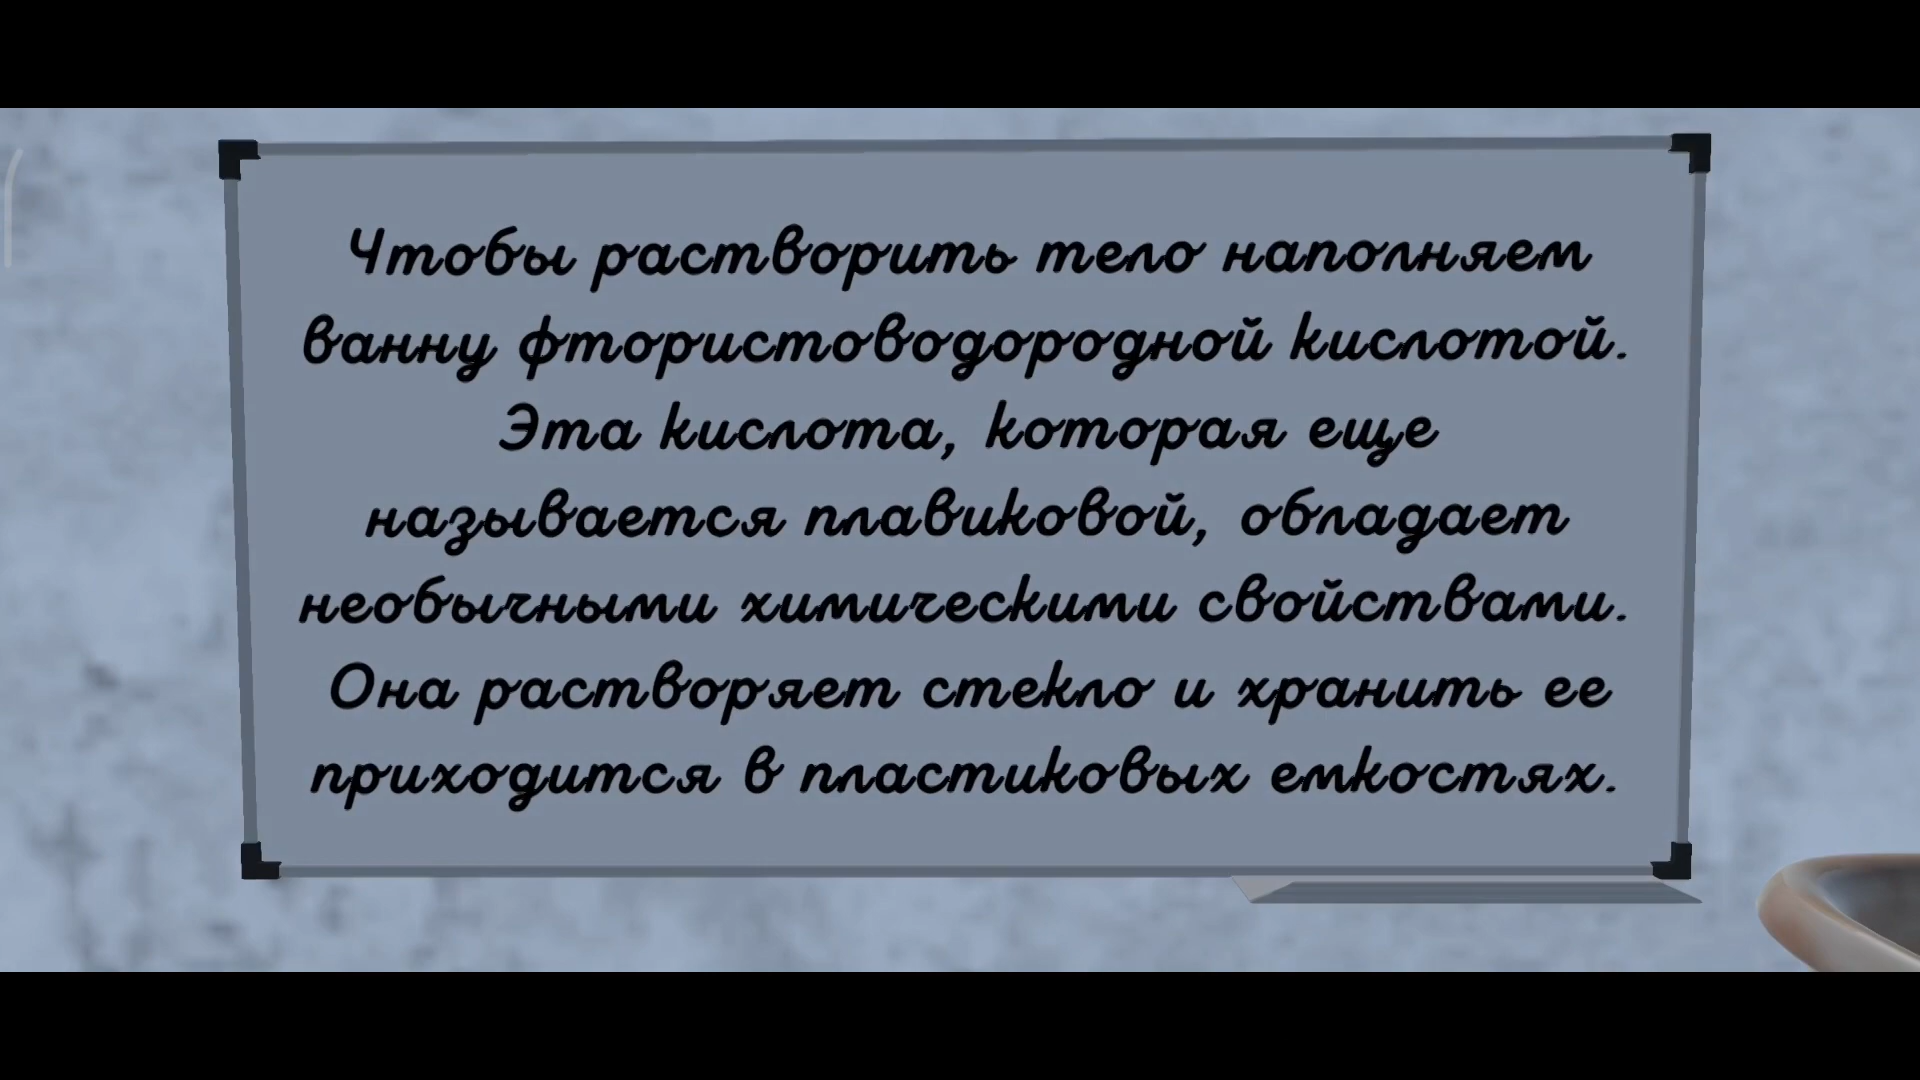 Чтобы растворить тело наполняем
ванну фтористоводородной кислотой.
Эта кислота, которая еще
называется плавиковой, обладает
необычными химическими свойствами.
Она растворяет стекло и хранить ее
приходится в пластиковых емкостях.